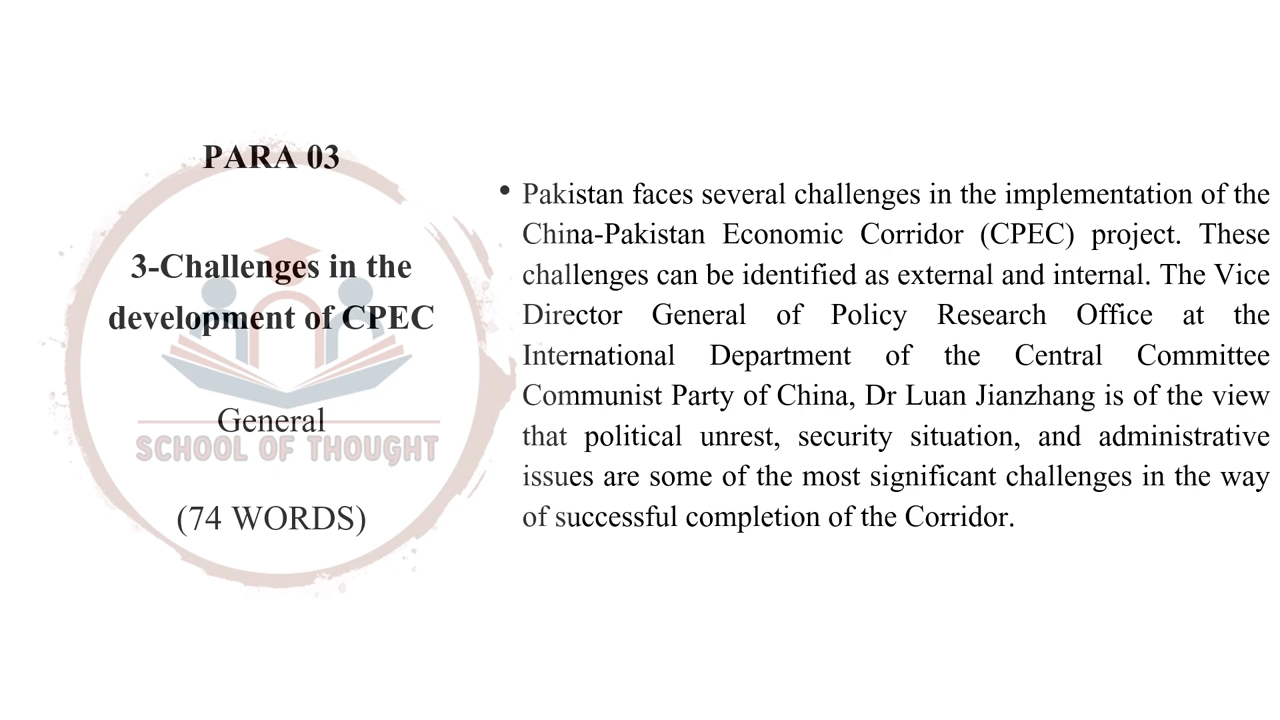 PARA 03
3-Challenges in the
development of CPEC
General
SCHOOL OF THOUGHT
(74 WORDS)
• Pakistan faces several challenges in the implementation of the
China-Pakistan Economic Corridor (CPEC) project. These
challenges can be identified as external and internal. The Vice
Director General of Policy Research Office at the
International Department of the Central Committee
Communist Party of China, Dr Luan Jianzhang is of the view
that political unrest, security situation, and administrative
issues are some of the most significant challenges in the way
of successful completion of the Corridor.